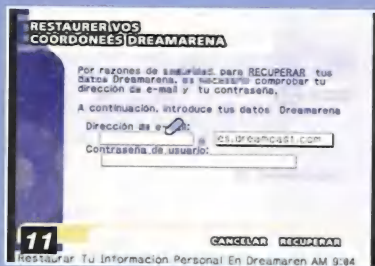 RESTAURER VOS
COORDONEÉS DREAMARENA
Por razones de seguridad, para RECUPERAR tus
datos Dreamarena, es necesario comprobar tu
dirección de e-mail y tu contraseña.
A continuación, introduce tus datos Dreamarena
Dirección de e-mail:
@ es.dreamcast.com
Contraseña de usuario:
11
CANCELAR RECUPERAR
Restaurar Tu Informacion Personal En Dreamaren AM 9:04